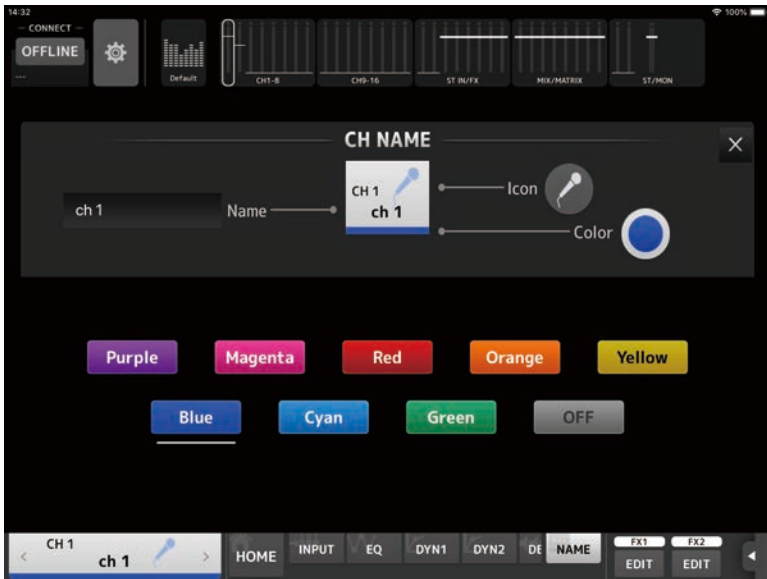 14:32
100%
CONNECT
OFFLINE
---
Default
CH1-8
CH9-16
ST IN/FX
MIX/MATRIX
ST/MON
CH NAME
ch 1
Name
CH 1
ch 1
Icon
Color
Purple
Magenta
Red
Orange
Yellow
Blue
Cyan
Green
OFF
CH 1
ch 1
HOME
INPUT
EQ
DYN1
DYN2
NAME
FX1
EDIT
FX2
EDIT